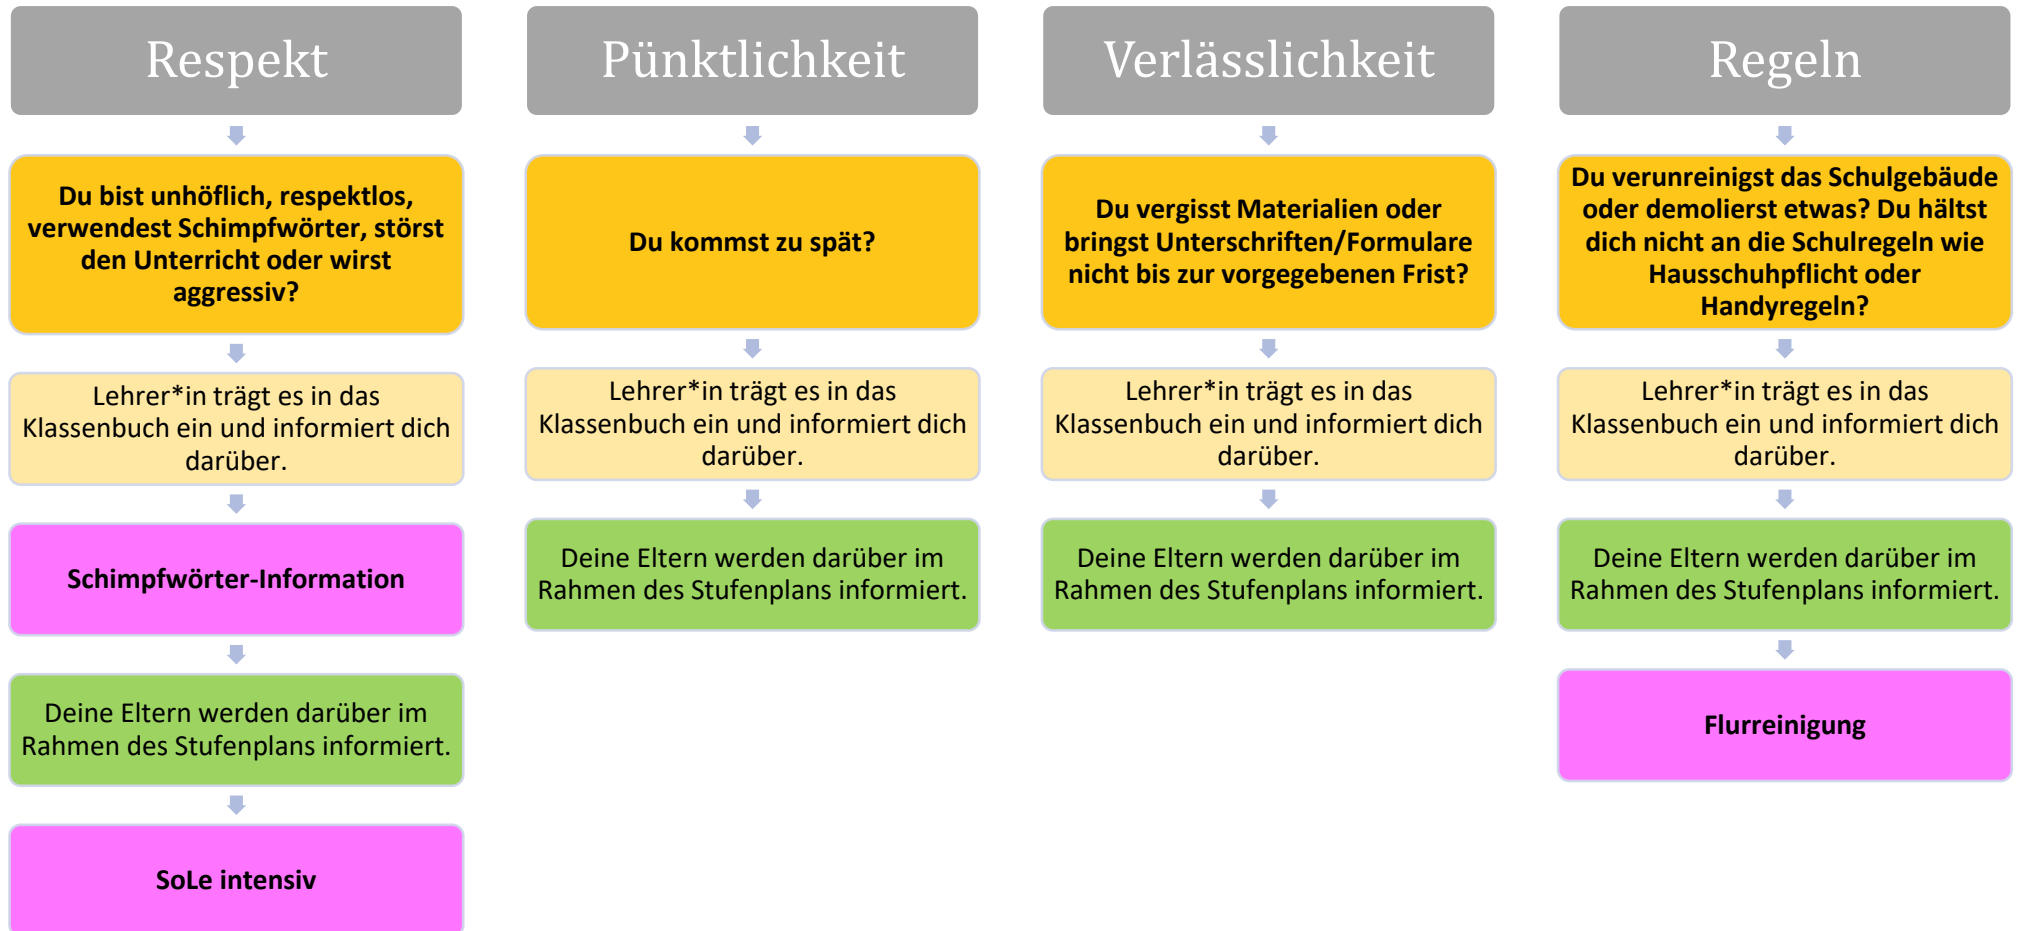 Respekt
Du bist unhöflich, respektlos,
verwendest Schimpfwörter, störst
den Unterricht oder wirst
aggressiv?
Lehrer*in trägt es in das
Klassenbuch ein und informiert dich
darüber.
Schimpfwörter-Information
Deine Eltern werden darüber im
Rahmen des Stufenplans informiert.
SoLe intensiv
Pünktlichkeit
Du kommst zu spät?
Lehrer*in trägt es in das
Klassenbuch ein und informiert dich
darüber.
Deine Eltern werden darüber im
Rahmen des Stufenplans informiert.
Verlässlichkeit
Du vergisst Materialien oder
bringst Unterschriften/Formulare
nicht bis zur vorgegebenen Frist?
Lehrer*in trägt es in das
Klassenbuch ein und informiert dich
darüber.
Deine Eltern werden darüber im
Rahmen des Stufenplans informiert.
Regeln
Du verunreinigst das Schulgebäude
oder demolierst etwas? Du hältst
dich nicht an die Schulregeln wie
Hausschuhpflicht oder
Handyregeln?
Lehrer*in trägt es in das
Klassenbuch ein und informiert dich
darüber.
Deine Eltern werden darüber im
Rahmen des Stufenplans informiert.
Flurreinigung